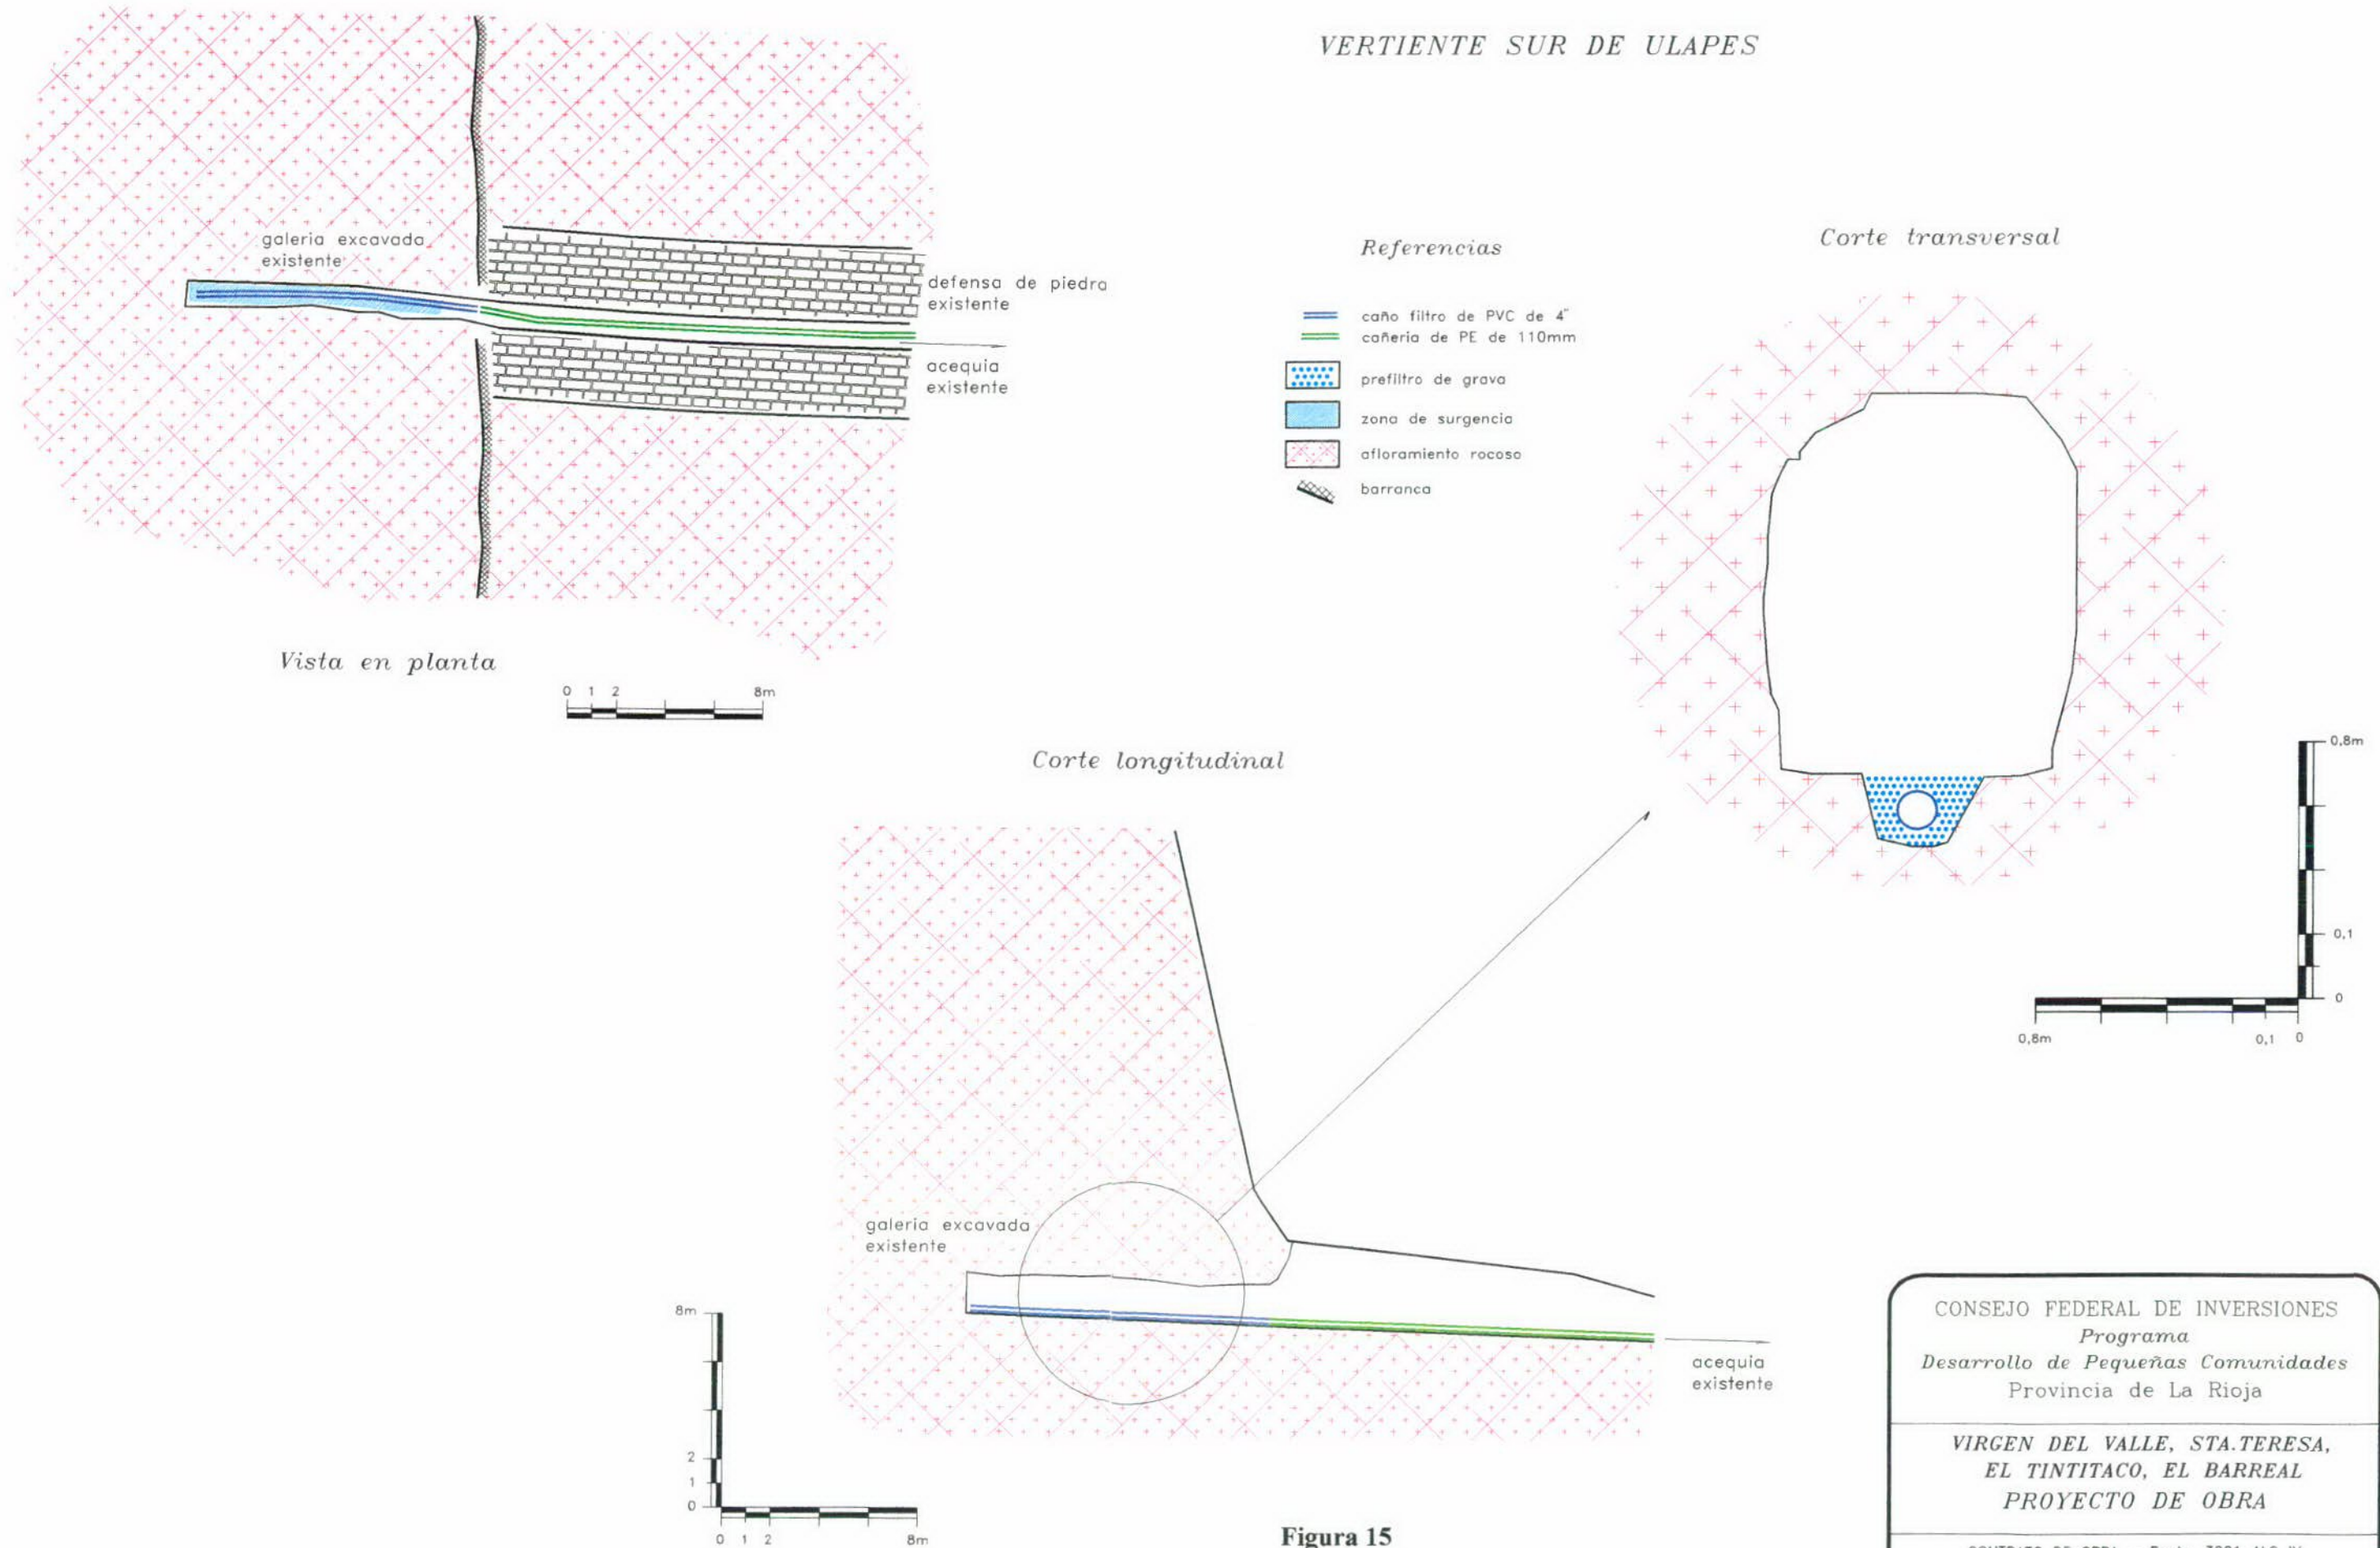 VERTIENTE SUR DE ULAPES
galeria excavada
existente
defensa de piedra
existente
acequia
existente
Vista en planta
0 1 2 8m
Referencias
caño filtro de PVC de 4"
cañeria de PE de 110mm
prefiltro de grava
zona de surgencia
afloramiento rocoso
barranca
Corte transversal
0,8m
0,1
0
0,8m 0,1 0
Corte longitudinal
galeria excavada
existente
acequia
existente
8m
2
1
0
0 1 2 8m
Figura 15
CONSEJO FEDERAL DE INVERSIONES
Programa
Desarrollo de Pequeñas Comunidades
Provincia de La Rioja
VIRGEN DEL VALLE, STA.TERESA,
EL TINTITACO, EL BARREAL
PROYECTO DE OBRA